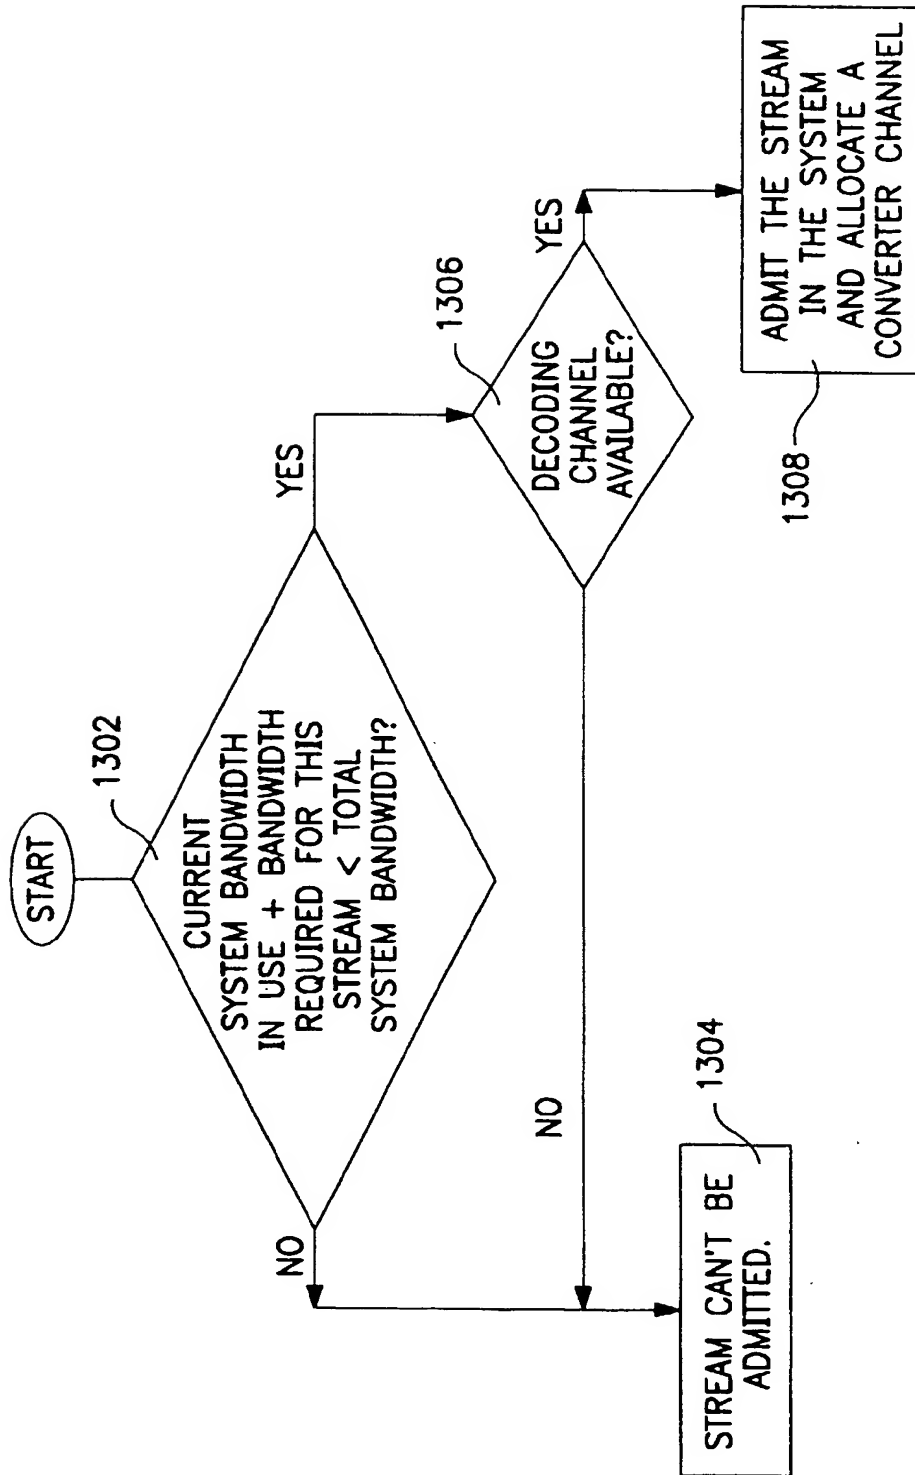 START
1302
CURRENT
SYSTEM BANDWIDTH
IN USE + BANDWIDTH
REQUIRED FOR THIS
STREAM < TOTAL
SYSTEM BANDWIDTH?
NO
YES
1306
DECODING
CHANNEL
AVAILABLE?
NO
YES
1304
STREAM CAN'T BE
ADMITTED.
1308
ADMIT THE STREAM
IN THE SYSTEM
AND ALLOCATE A
CONVERTER CHANNEL